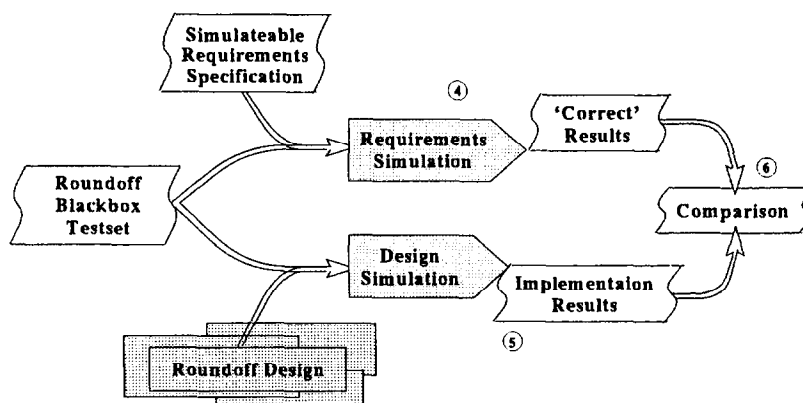 Simulateable
Requirements
Specification
④
Requirements
Simulation
‘Correct’
Results
⑥
Roundoff
Blackbox
Testset
Comparison
Design
Simulation
Implementaion
Results
⑤
Roundoff Design